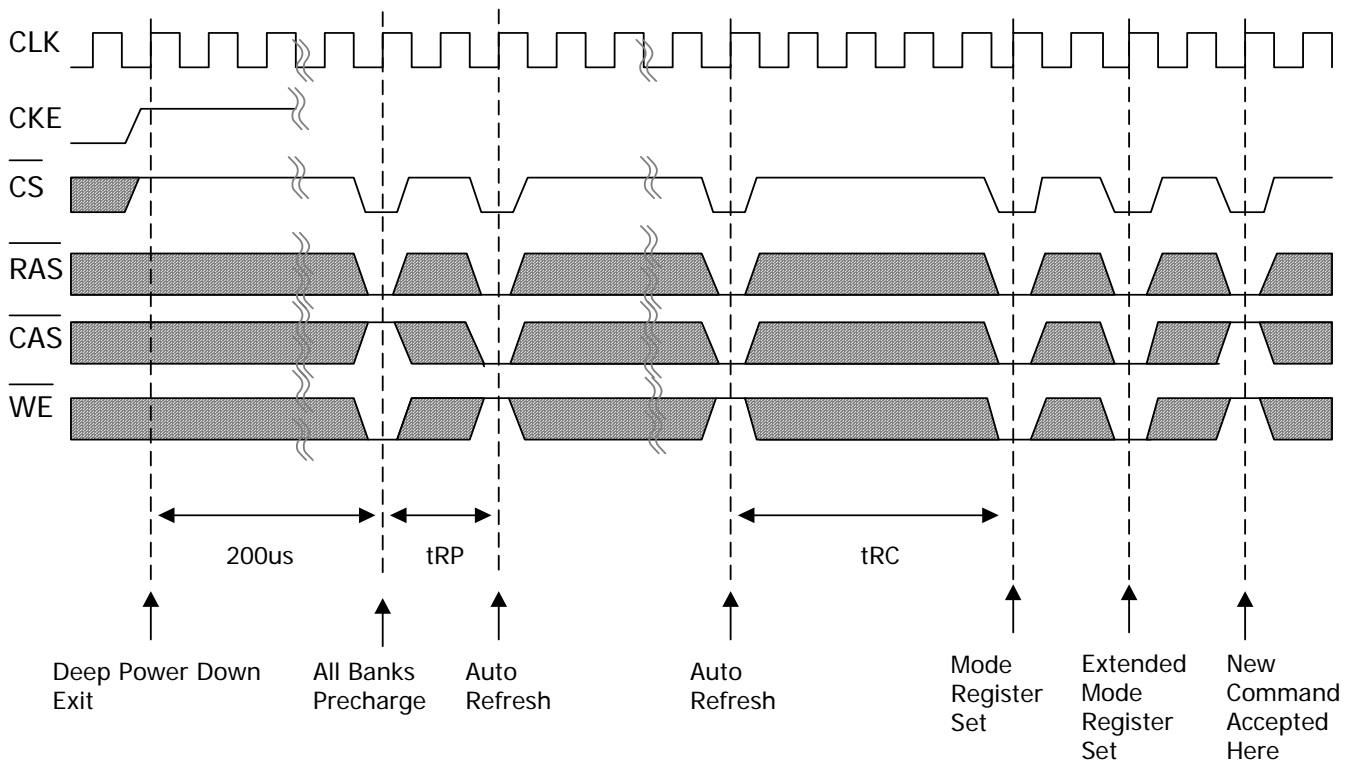 CLK
CKE
CS
RAS
CAS
WE
200us
tRP
tRC
Deep Power Down
Exit
All Banks
Precharge
Auto
Refresh
Auto
Refresh
Mode
Register
Set
Extended
Mode
Register
Set
New
Command
Accepted
Here